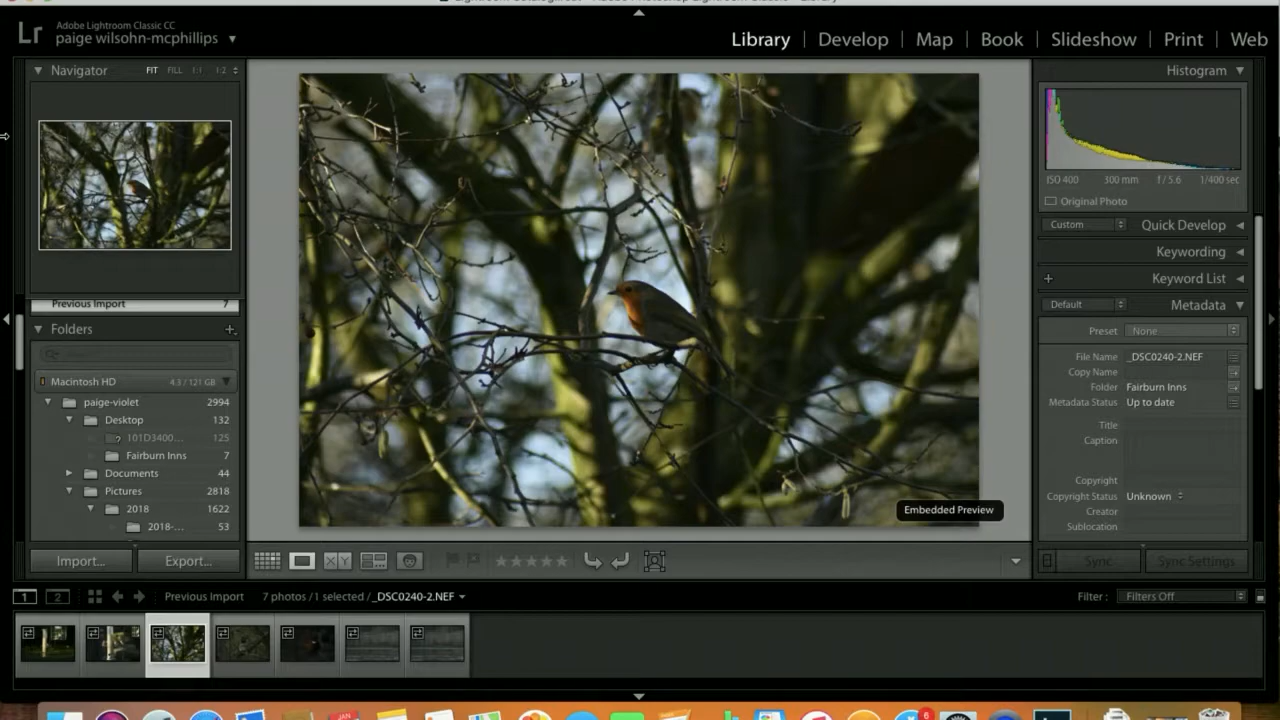 Adobe Lightroom Classic CC
Lr
paige wilsohn-mcphillips
Library
Develop
Map
Book
Slideshow
Print
Web
Navigator
FIT
FILL
1:1
1:2
Previous Import 7
Folders
Macintosh HD 4.3 / 121 GB
paige-violet 2994
Desktop 132
101D3400... 125
Fairburn Inns 7
Documents 44
Pictures 2818
2018 1622
2018-... 53
Import...
Export...
Embedded Preview
Histogram
ISO 400 300 mm f / 5.6 1/400 sec
Original Photo
Custom Quick Develop
Keywording
Keyword List
Default Metadata
Preset None
File Name _DSC0240-2.NEF
Copy Name
Folder Fairburn Inns
Metadata Status Up to date
Title
Caption
Copyright
Copyright Status Unknown
Creator
Sublocation
Sync
Sync Settings
1 2 Previous Import 7 photos / 1 selected / _DSC0240-2.NEF
Filter : Filters Off
JAN
6